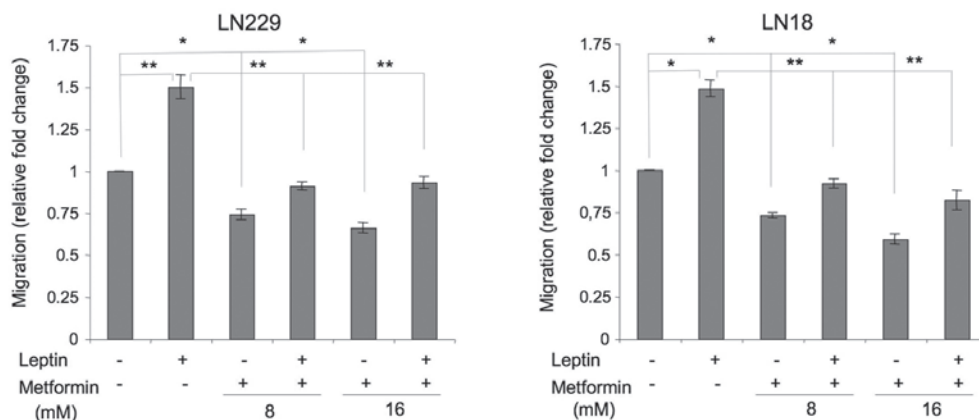 LN229
Migration (relative fold change)
1.75
1.5
1.25
1
0.75
0.5
0.25
0
* *
** ** **
Leptin - + - + - +
Metformin - - + + + +
(mM) 8 16
LN18
Migration (relative fold change)
1.75
1.5
1.25
1
0.75
0.5
0.25
0
* *
* ** **
Leptin - + - + - +
Metformin - - + + + +
(mM) 8 16